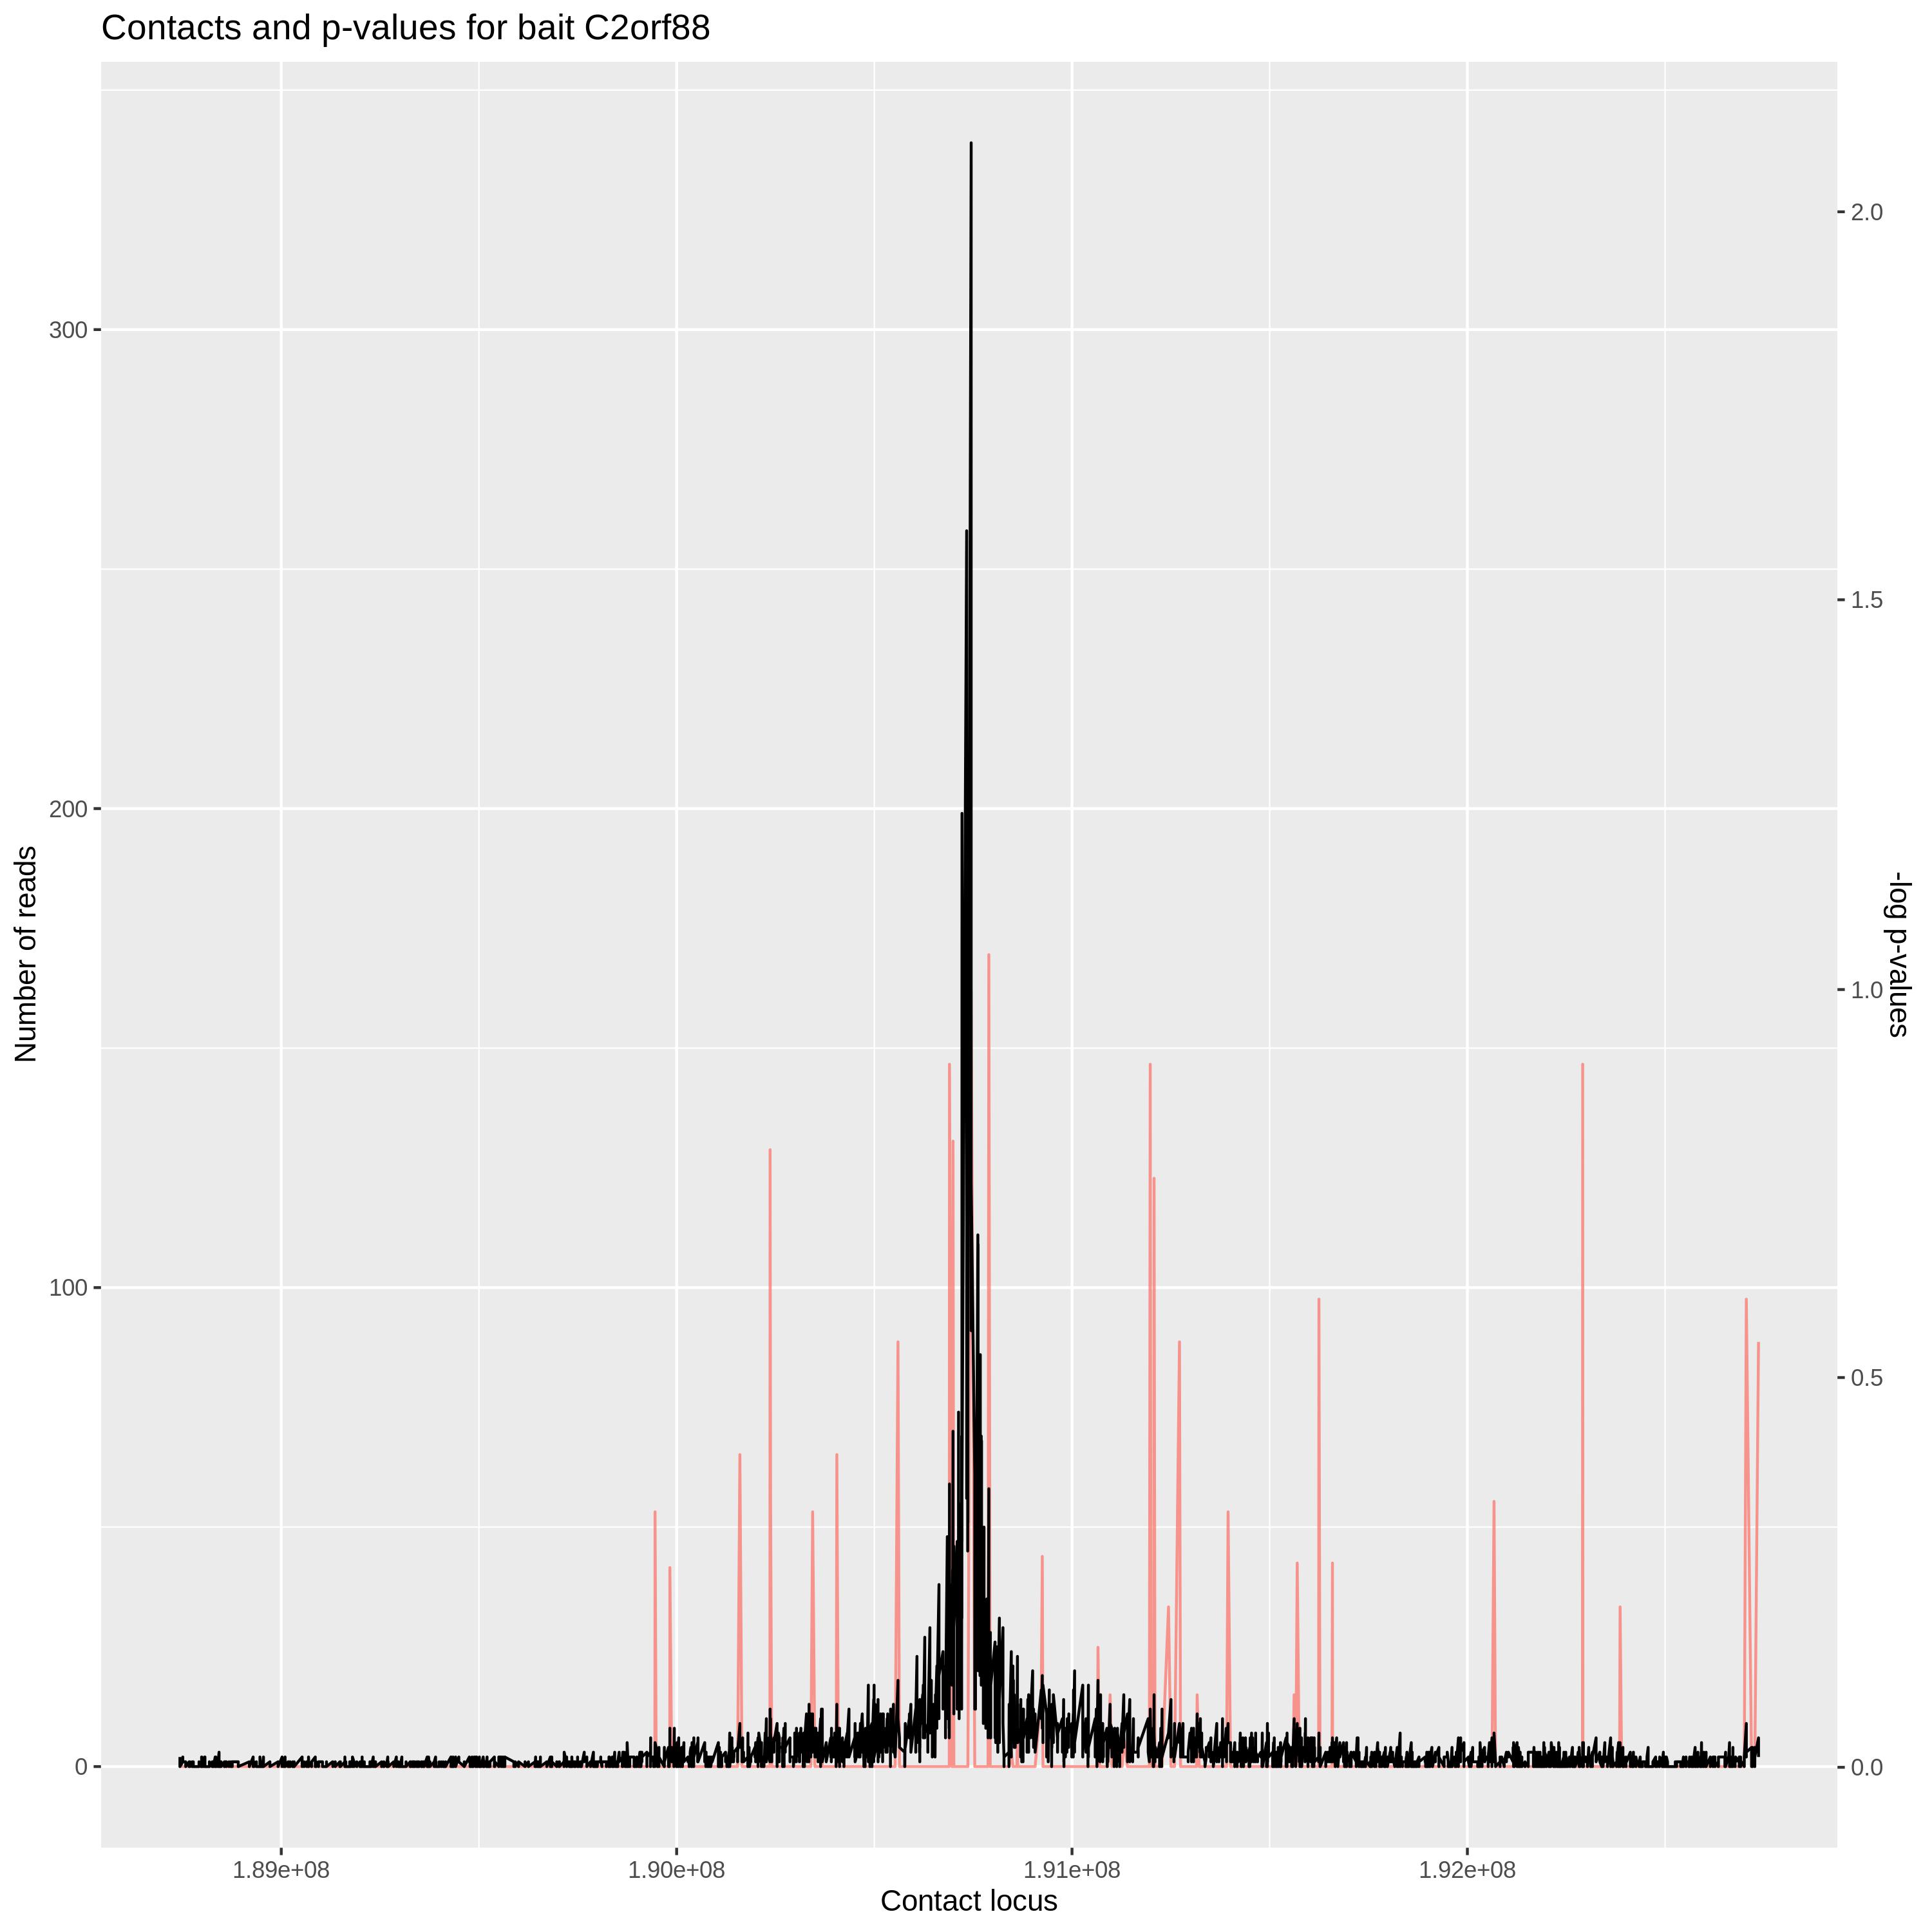 Contacts and p-values for bait C2orf88
Number of reads
300
200
100
0
2.0
1.5
1.0
0.5
0.0
-log p-values
1.89e+08 1.90e+08 1.91e+08 1.92e+08
Contact locus